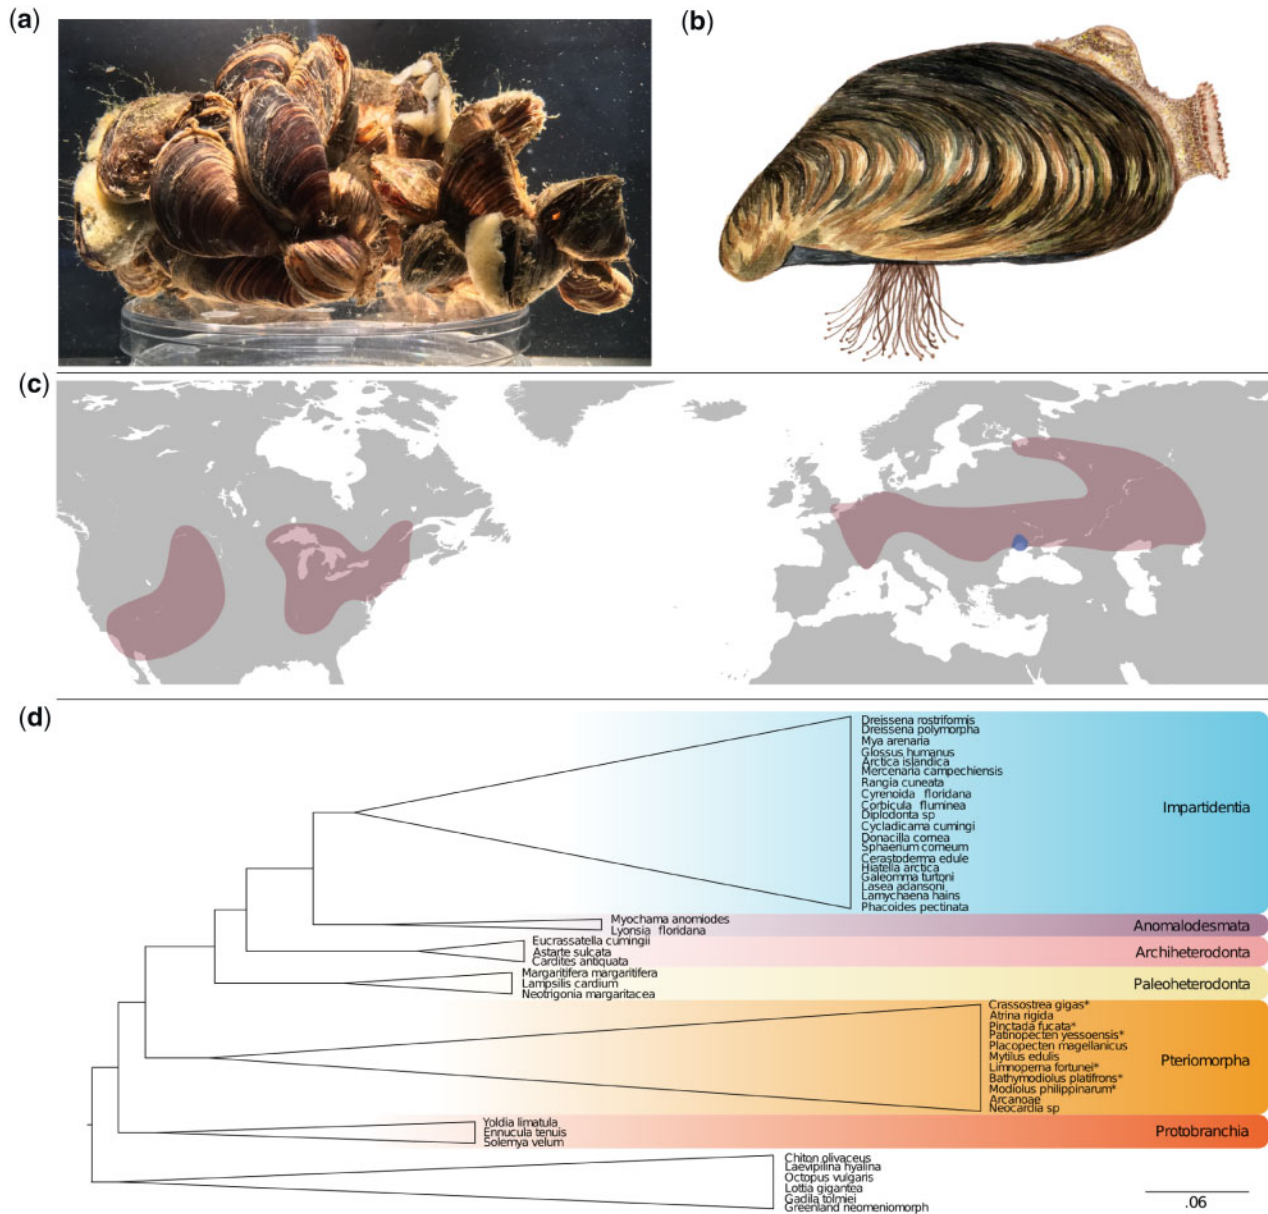 (a)
(b)
(c)
(d)
Dreissena rostriformis
Dreissena polymorpha
Mya arenaria
Glossus humanus
Arctica islandica
Mercenaria campechiensis
Rangia cuneata
Cyrenoida floridana
Corbicula fluminea
Diplodonta sp
Cycladicama cumingi
Donacilla cornea
Sphaerium corneum
Cerastoderma edule
Hiatella arctica
Galeomma turtoni
Lasea adansoni
Lamychaena hains
Phacoides pectinata
Impartidentia
Myochama anomiodes
Lyonsia floridana
Anomalodesmata
Eucrassatella cumingii
Astarte sulcata
Cardites antiquata
Archiheterodonta
Margaritifera margaritifera
Lampsilis cardium
Neotrigonia margaritacea
Paleoheterodonta
Crassostrea gigas*
Atrina rigida
Pinctada fucata*
Patinopecten yessoensis*
Placopecten magellanicus
Mytilus edulis
Limnoperna fortunei*
Bathymodiolus platifrons*
Modiolus philippinarum*
Arcanoae
Neocardia sp
Pteriomorpha
Yoldia limatula
Ennucula tenuis
Solemya velum
Protobranchia
Chiton olivaceus
Laevipilina hyalina
Octopus vulgaris
Lottia gigantea
Gadila tolmiei
Greenland neomeniomorph
.06